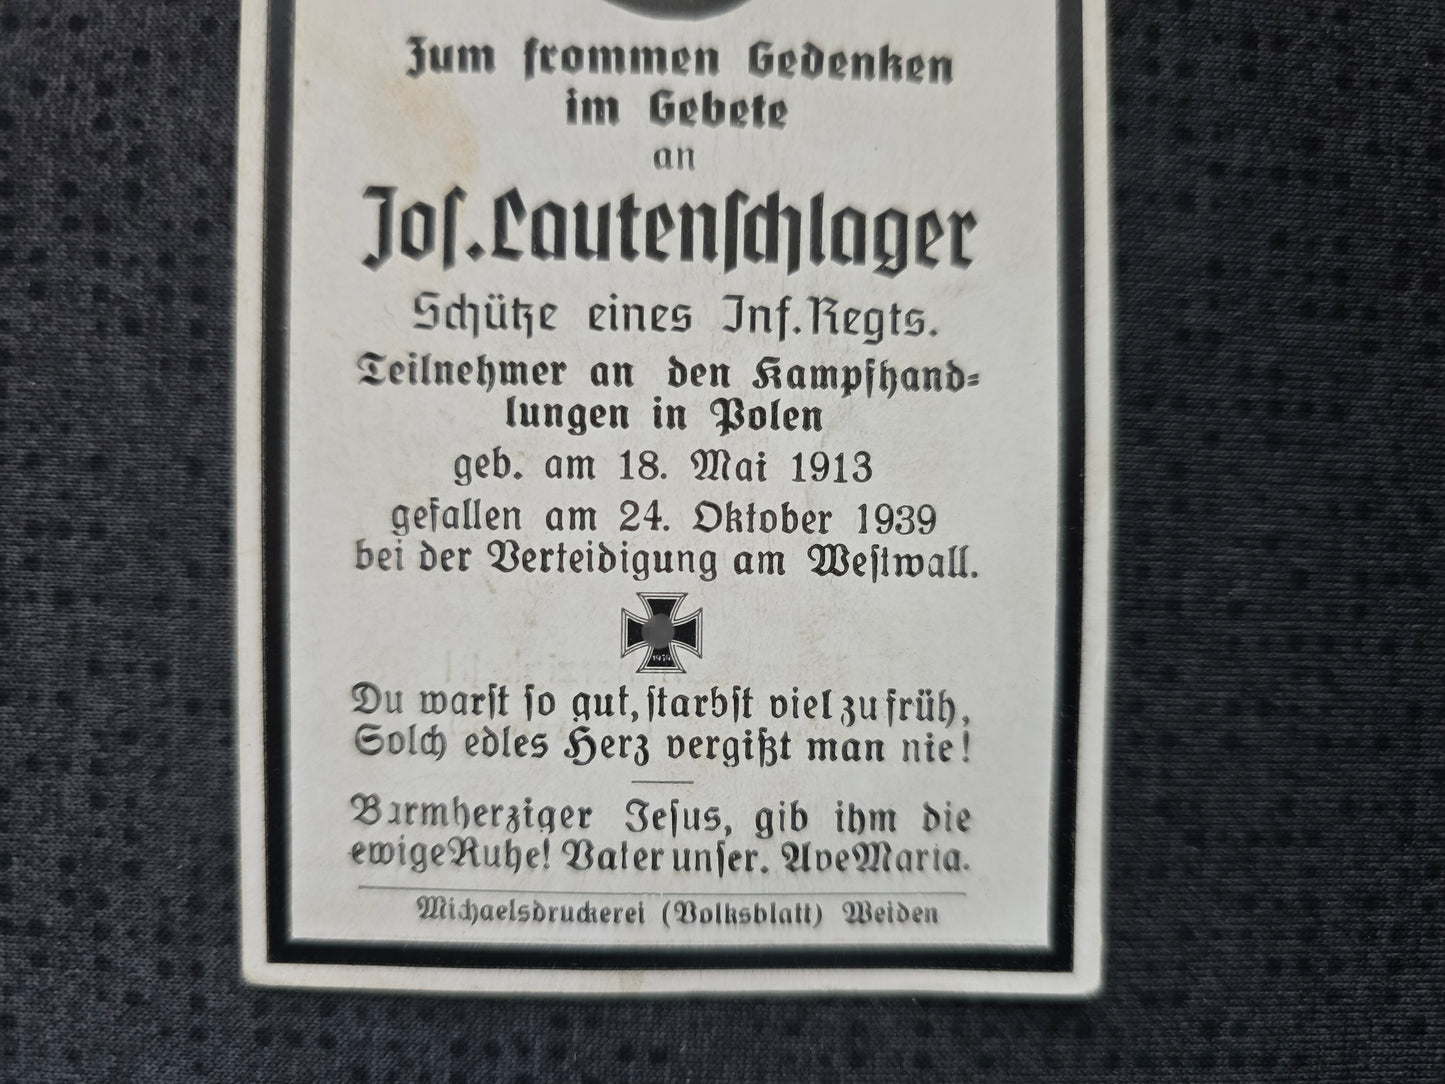 Zum frommen Gedenken
im Gebete
an
Jos. Lautenschlager
Schütze eines Inf. Regts.
Teilnehmer an den Kampfhand=
lungen in Polen
geb. am 18. Mai 1913
gefallen am 24. Oktober 1939
bei der Verteidigung am Westwall.
1939
Du warst so gut, starbst viel zu früh,
Solch edles Herz vergißt man nie!
Barmherziger Jesus, gib ihm die
ewige Ruhe! Vater unser. Ave Maria.
Michaelsdruckerei (Volksblatt) Weiden